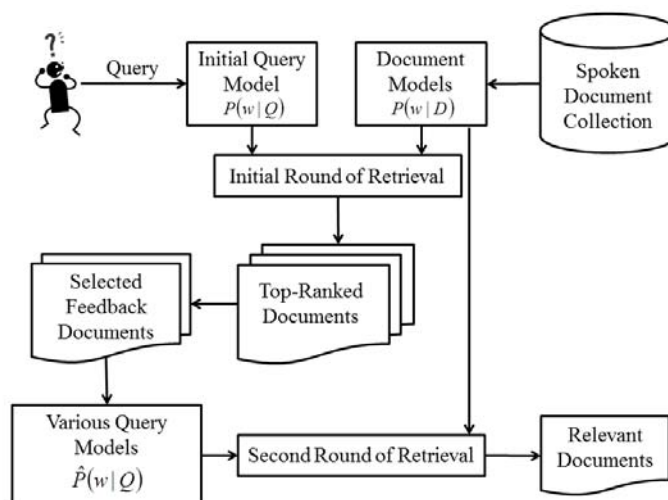 ?
Query
Initial Query
Model
P(w|Q)
Document
Models
P(w|D)
Spoken
Document
Collection
Initial Round of Retrieval
Selected
Feedback
Documents
Top-Ranked
Documents
Various Query
Models
P̂(w|Q)
Second Round of Retrieval
Relevant
Documents